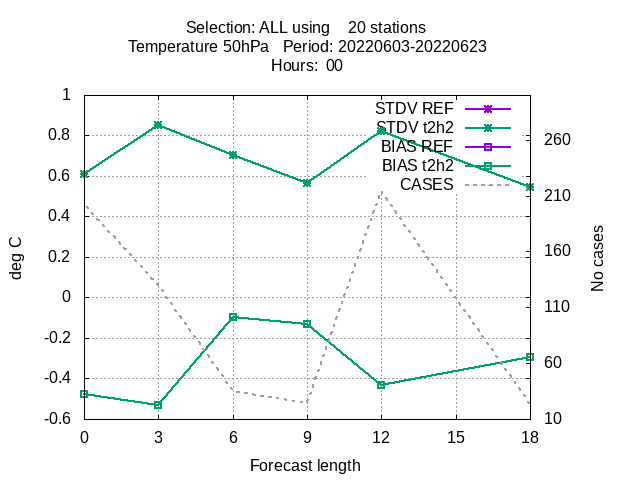 Selection: ALL using 20 stations
Temperature 50hPa Period: 20220603-20220623
Hours: 00
1
0.8
0.6
0.4
0.2
0
-0.2
-0.4
-0.6
deg C
STDV REF
STDV t2h2
BIAS REF
BIAS t2h2
CASES
260
210
160
110
60
10
No cases
0 3 6 9 12 15 18
Forecast length